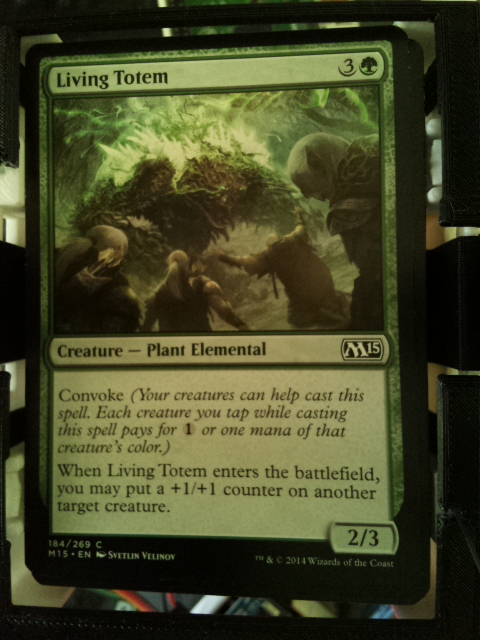 Living Totem 3
Creature — Plant Elemental M15
Convoke (Your creatures can help cast this
spell. Each creature you tap while casting
this spell pays for 1 or one mana of that
creature's color.)
When Living Totem enters the battlefield,
you may put a +1/+1 counter on another
target creature.
2/3
184/269 C
M15 • EN Svetlin Velinov
™ & © 2014 Wizards of the Coast